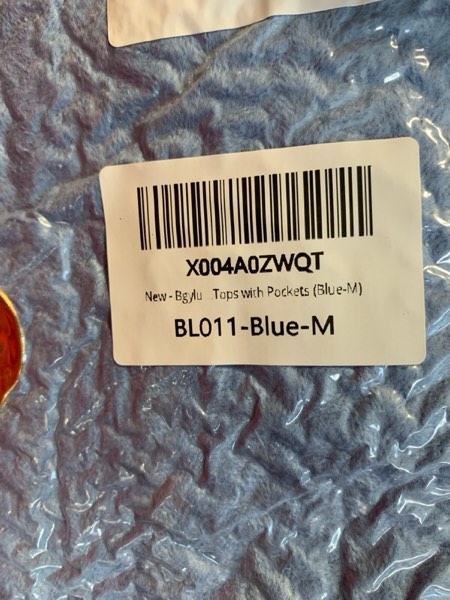 X004A0ZWQT
New - Bgylu ...Tops with Pockets (Blue-M)
BL011-Blue-M